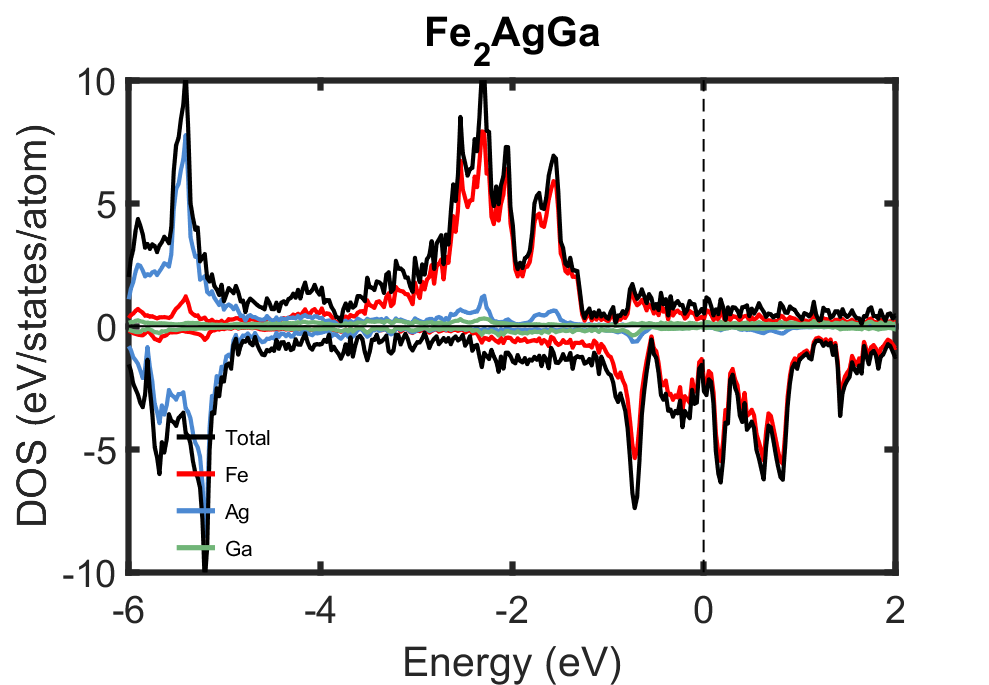 Fe2AgGa
DOS (eV/states/atom)
10
5
0
-5
-10
Total
Fe
Ag
Ga
-6 -4 -2 0 2
Energy (eV)